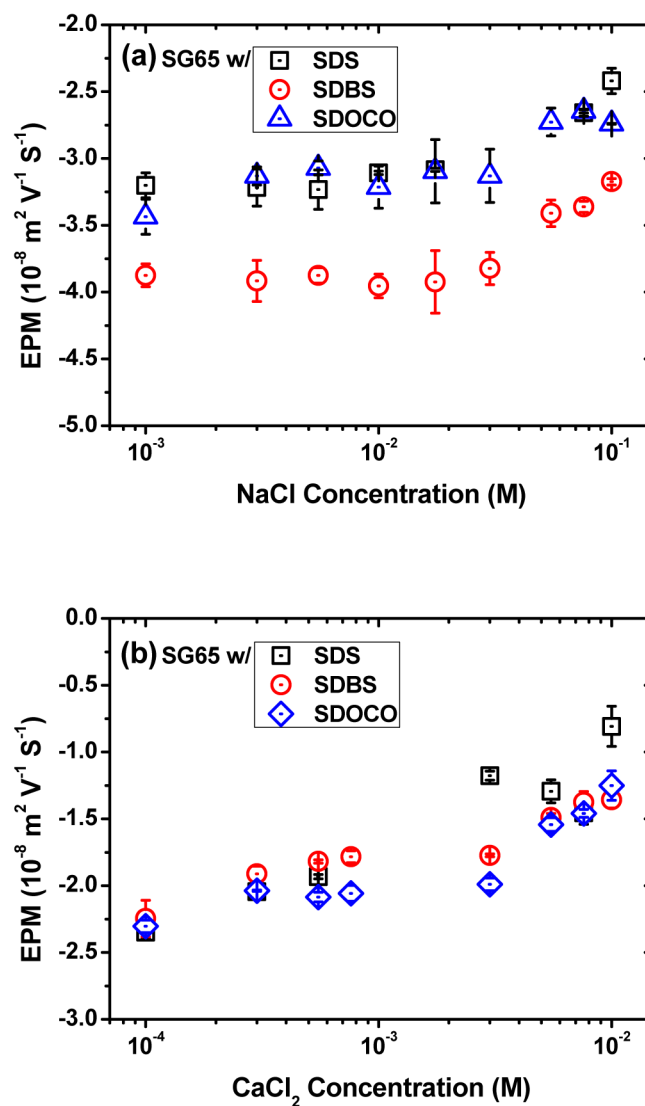 (a) SG65 w/
SDS
SDBS
SDOCO
-2.0
-2.5
-3.0
-3.5
-4.0
-4.5
-5.0
EPM (10⁻⁸ m² V⁻¹ S⁻¹)
10⁻³
10⁻²
10⁻¹
NaCl Concentration (M)
(b) SG65 w/
SDS
SDBS
SDOCO
0.0
-0.5
-1.0
-1.5
-2.0
-2.5
-3.0
EPM (10⁻⁸ m² V⁻¹ S⁻¹)
10⁻⁴
10⁻³
10⁻²
CaCl₂ Concentration (M)